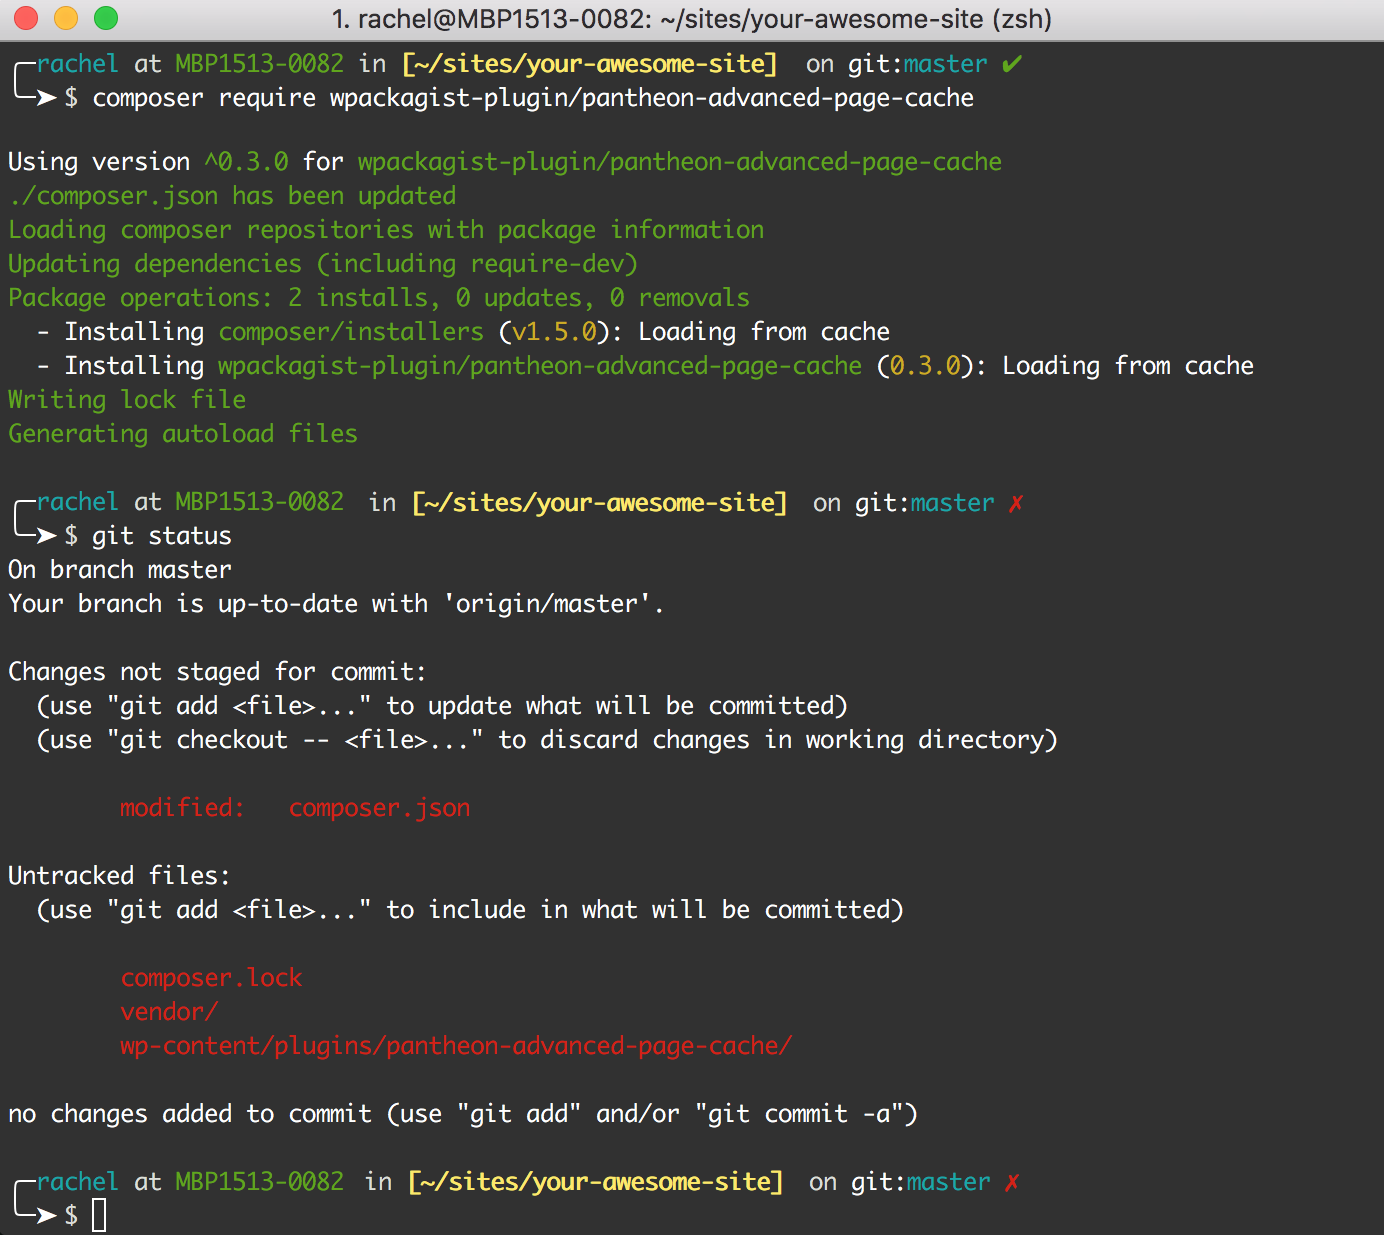 1. rachel@MBP1513-0082: ~/sites/your-awesome-site (zsh)
rachel at MBP1513-0082 in [~/sites/your-awesome-site] on git:master ✔
$ composer require wpackagist-plugin/pantheon-advanced-page-cache
Using version ^0.3.0 for wpackagist-plugin/pantheon-advanced-page-cache
./composer.json has been updated
Loading composer repositories with package information
Updating dependencies (including require-dev)
Package operations: 2 installs, 0 updates, 0 removals
- Installing composer/installers (v1.5.0): Loading from cache
- Installing wpackagist-plugin/pantheon-advanced-page-cache (0.3.0): Loading from cache
Writing lock file
Generating autoload files
rachel at MBP1513-0082 in [~/sites/your-awesome-site] on git:master ✗
$ git status
On branch master
Your branch is up-to-date with 'origin/master'.
Changes not staged for commit:
(use "git add <file>..." to update what will be committed)
(use "git checkout -- <file>..." to discard changes in working directory)
modified: composer.json
Untracked files:
(use "git add <file>..." to include in what will be committed)
composer.lock
vendor/
wp-content/plugins/pantheon-advanced-page-cache/
no changes added to commit (use "git add" and/or "git commit -a")
rachel at MBP1513-0082 in [~/sites/your-awesome-site] on git:master ✗
$